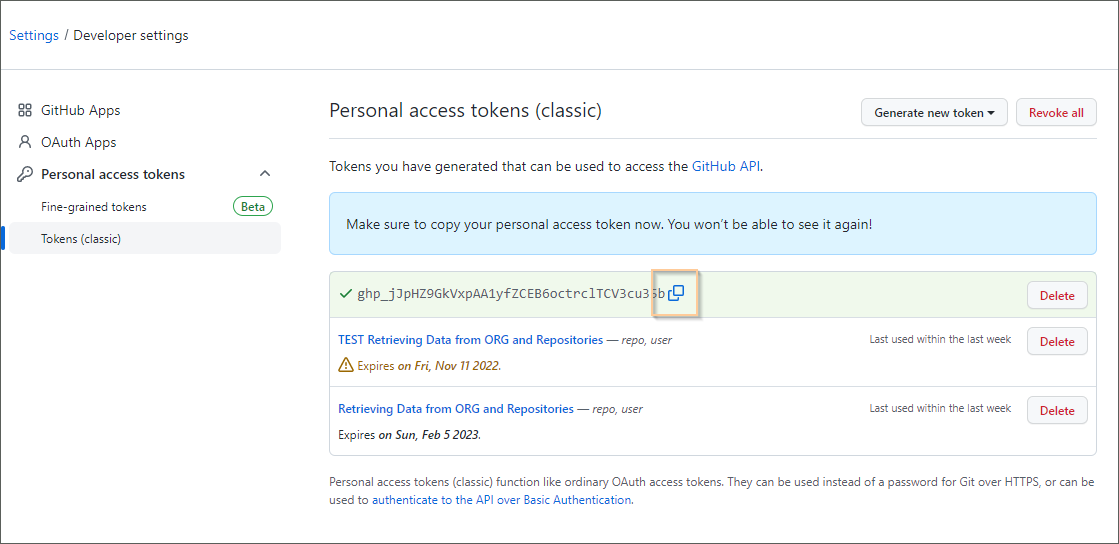 Settings / Developer settings
GitHub Apps
OAuth Apps
Personal access tokens
Fine-grained tokens Beta
Tokens (classic)
Personal access tokens (classic)
Generate new token
Revoke all
Tokens you have generated that can be used to access the GitHub API.
Make sure to copy your personal access token now. You won’t be able to see it again!
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
Delete
TEST Retrieving Data from ORG and Repositories — repo, user
Last used within the last week
Delete
Expires on Fri, Nov 11 2022.
Retrieving Data from ORG and Repositories — repo, user
Last used within the last week
Delete
Expires on Sun, Feb 5 2023.
Personal access tokens (classic) function like ordinary OAuth access tokens. They can be used instead of a password for Git over HTTPS, or can be
used to authenticate to the API over Basic Authentication.